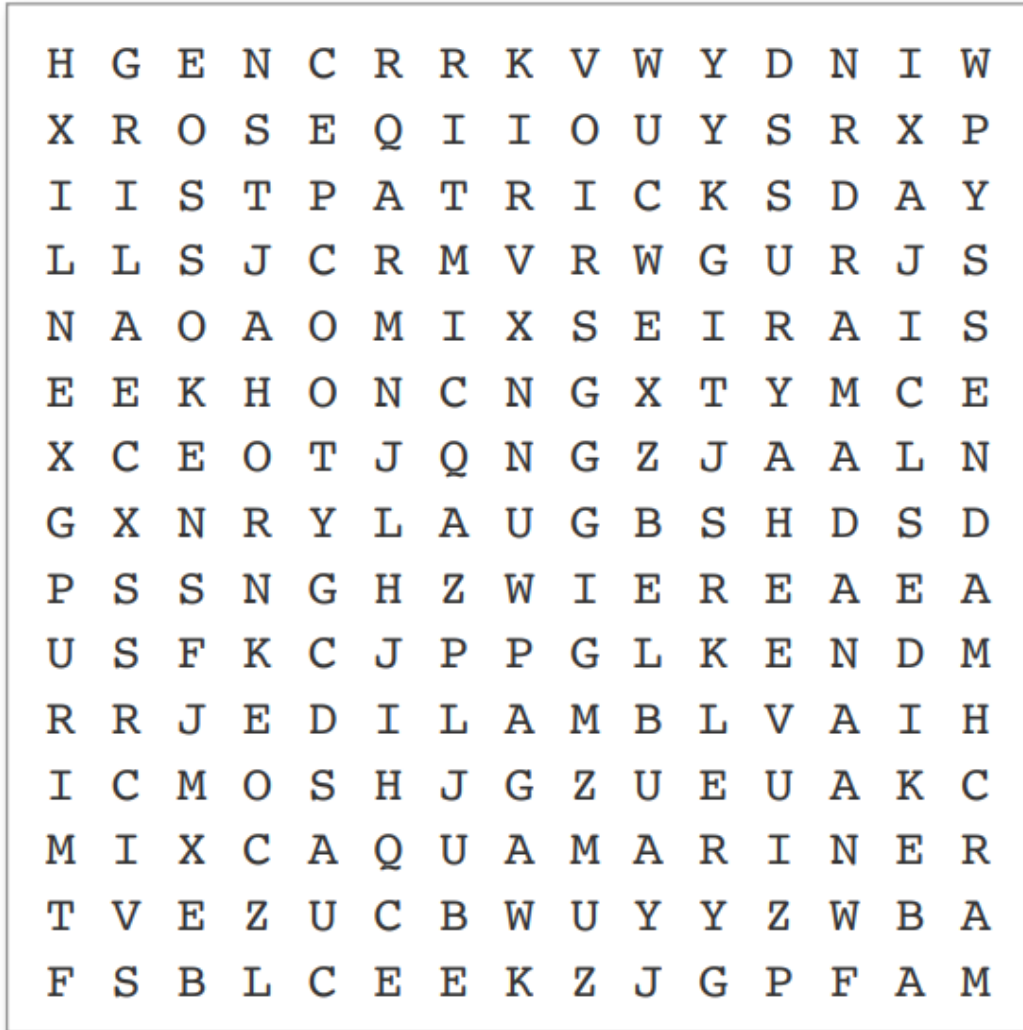 H G E N C R R K V W Y D N I W
X R O S E Q I I O U Y S R X P
I I S T P A T R I C K S D A Y
L L S J C R M V R W G U R J S
N A O A O M I X S E I R A I S
E E K H O N C N G X T Y M C E
X C E O T J Q N G Z J A A L N
G X N R Y L A U G B S H D S D
P S S N G H Z W I E R E A E A
U S F K C J P P G L K E N D M
R R J E D I L A M B L V A I H
I C M O S H J G Z U E U A K C
M I X C A Q U A M A R I N E R
T V E Z U C B W U Y Y Z W B A
F S B L C E E K Z J G P F A M